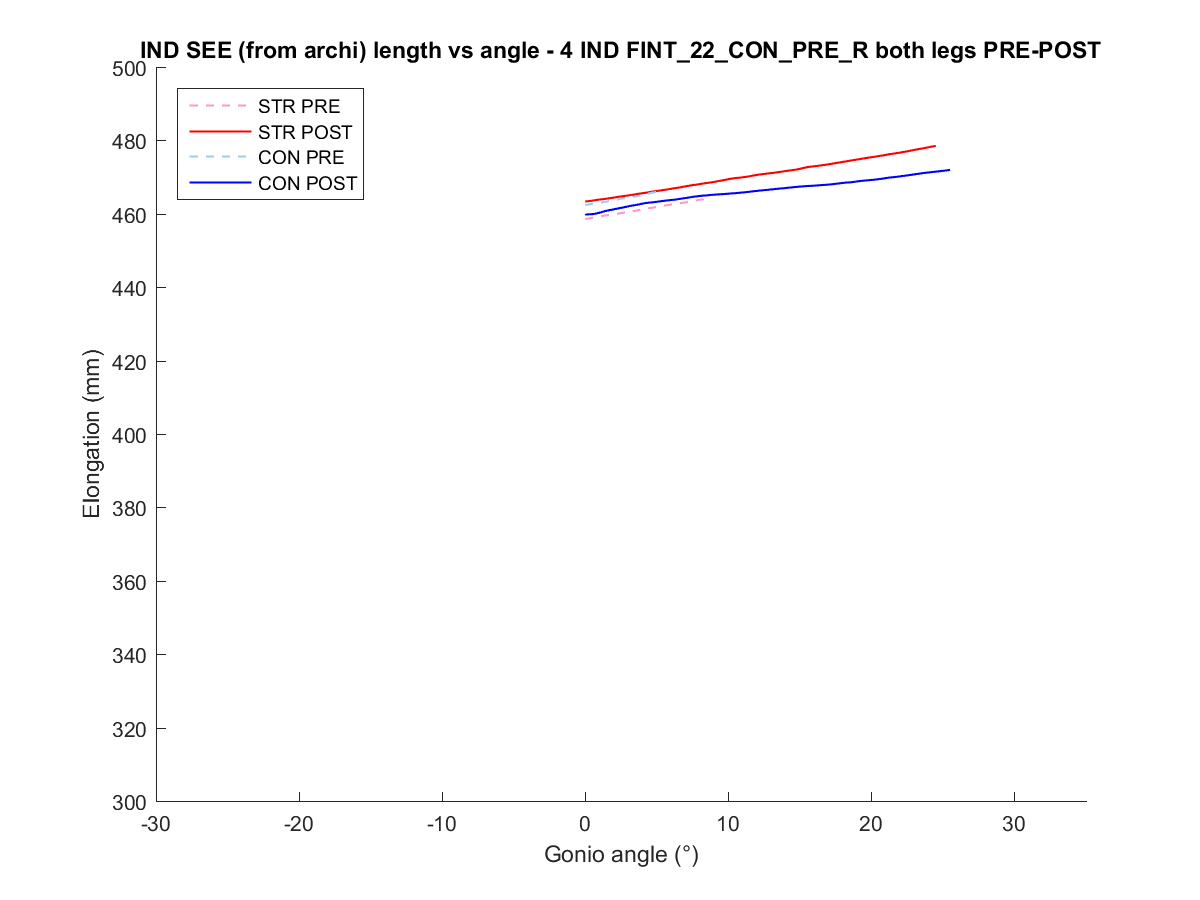 IND SEE (from archi) length vs angle - 4 IND FINT_22_CON_PRE_R both legs PRE-POST
500
480
460
440
420
400
380
360
340
320
300
STR PRE
STR POST
CON PRE
CON POST
Elongation (mm)
-30 -20 -10 0 10 20 30
Gonio angle (°)